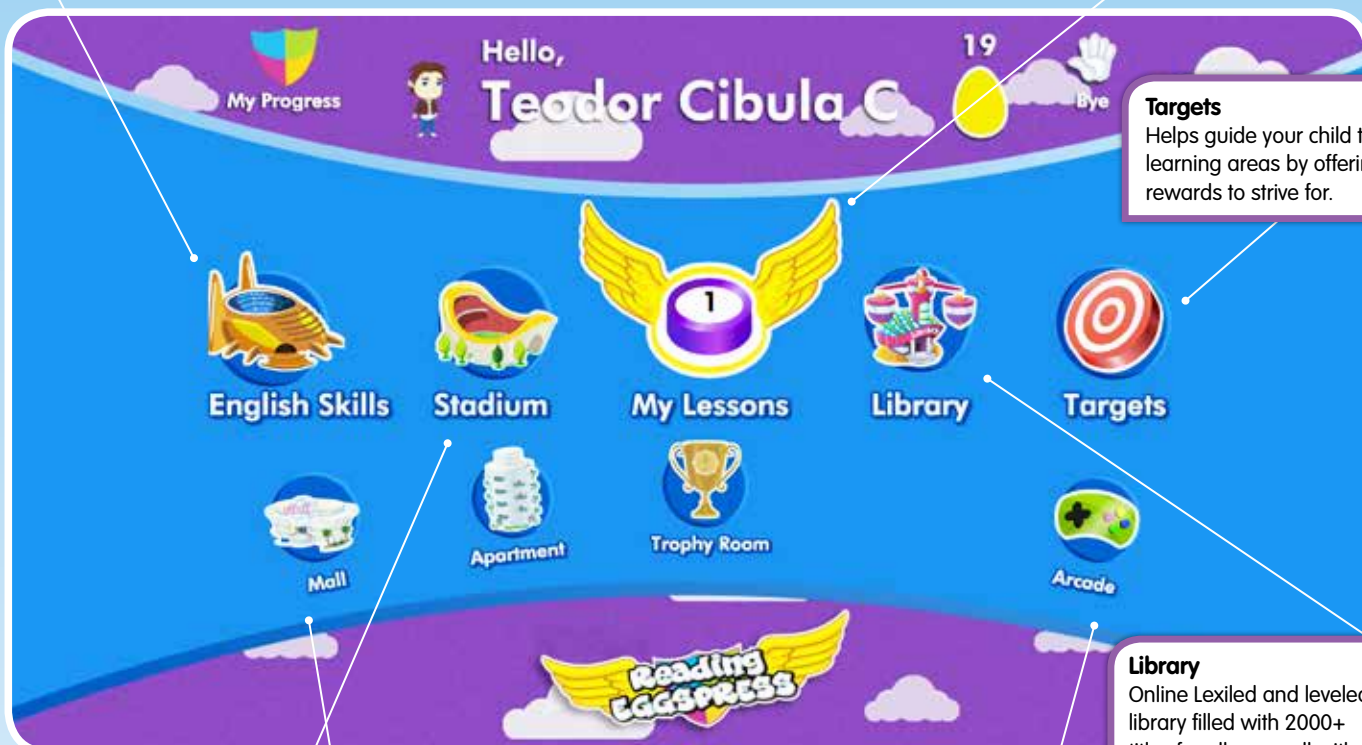 My Progress
Hello,
Teodor Cibula C
19
Bye
Targets
Helps guide your child
learning areas by
rewards to strive for.
1
English Skills
Stadium
My Lessons
Library
Targets
Mall
Apartment
Trophy Room
Arcade
Reading
EGGSPRESS
Library
Online Lexiled and
library filled with 2000+